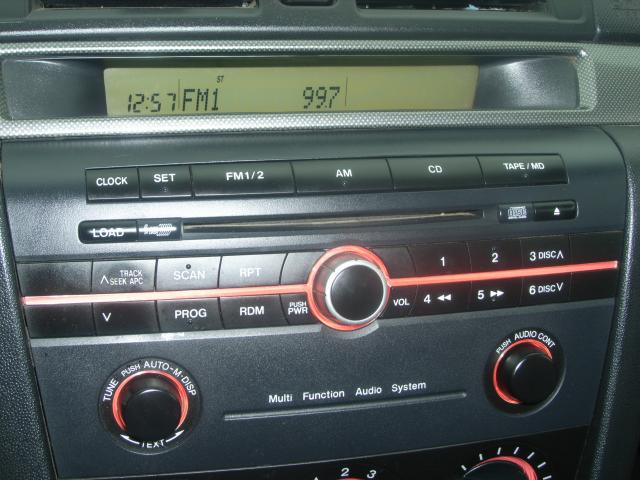 ST
12:57 FM1 99.7
CLOCK SET FM1/2 AM CD TAPE/MD
LOAD
TRACK SCAN RPT 1 2 3 DISC∧
∧ SEEK APC
PUSH VOL
∨ PROG RDM PWR 4 ◀◀ 5 ▶▶ 6 DISC∨
TUNE PUSH AUTO-M·DISP
TEXT
Multi Function Audio System
PUSH AUDIO CONT
2 3